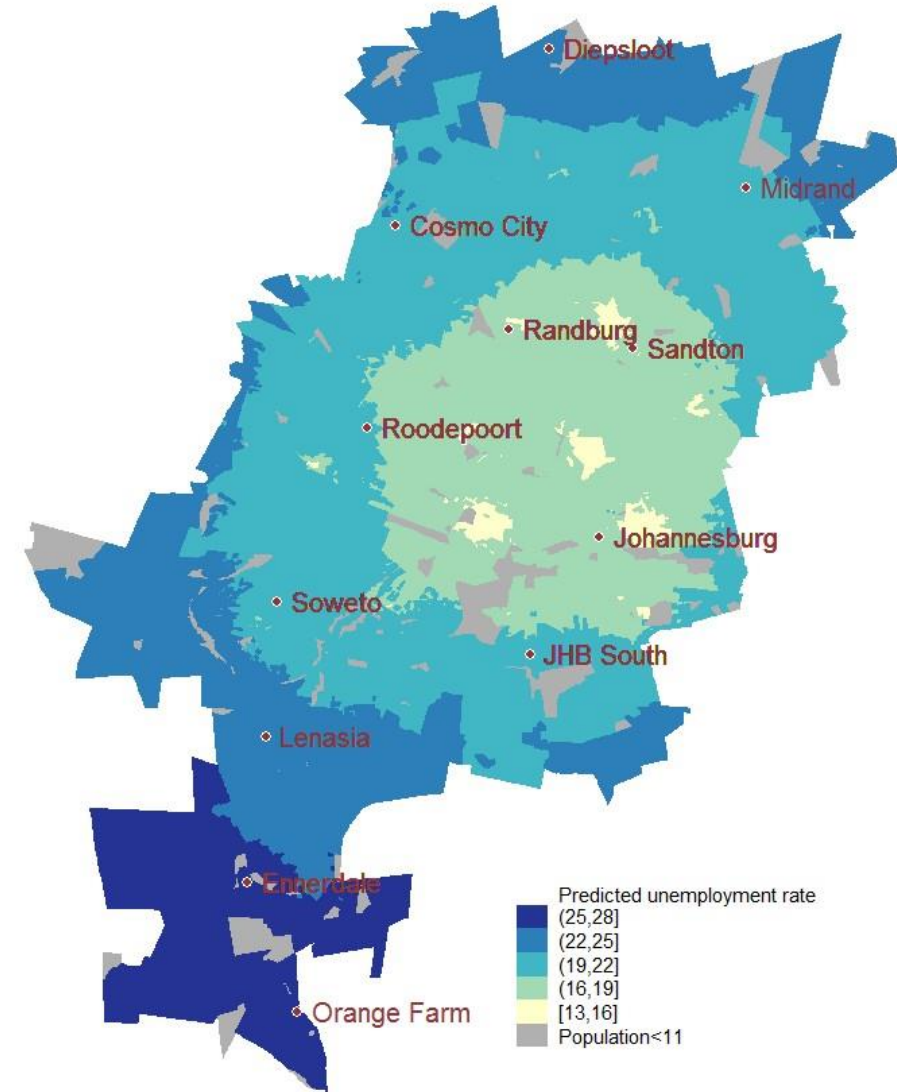 Diepsloot
Midrand
Cosmo City
Randburg
Sandton
Roodepoort
Johannesburg
Soweto
JHB South
Lenasia
Ennerdale
Orange Farm
Predicted unemployment rate
(25,28]
(22,25]
(19,22]
(16,19]
[13,16]
Population<11